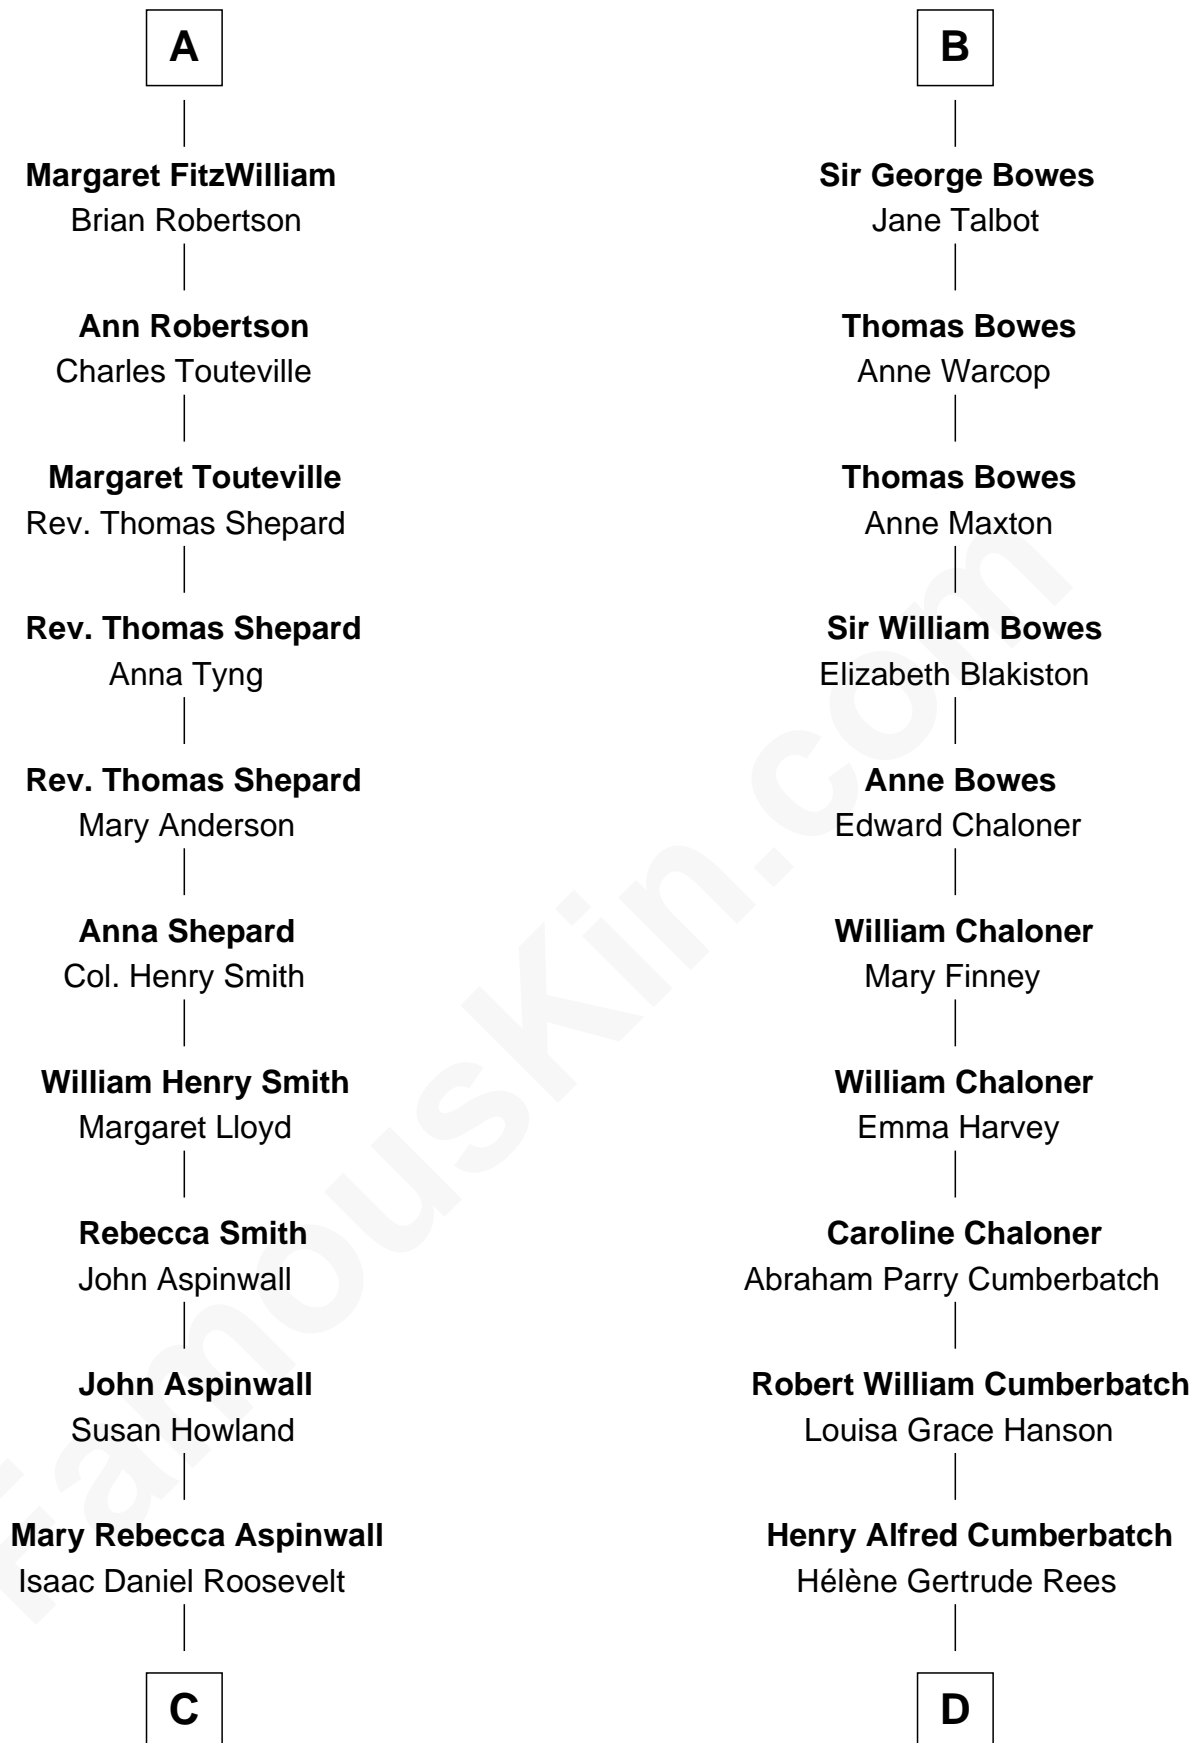 A
Margaret FitzWilliam
Brian Robertson
Ann Robertson
Charles Touteville
Margaret Touteville
Rev. Thomas Shepard
Rev. Thomas Shepard
Anna Tyng
Rev. Thomas Shepard
Mary Anderson
Anna Shepard
Col. Henry Smith
William Henry Smith
Margaret Lloyd
Rebecca Smith
John Aspinwall
John Aspinwall
Susan Howland
Mary Rebecca Aspinwall
Isaac Daniel Roosevelt
C
B
Sir George Bowes
Jane Talbot
Thomas Bowes
Anne Warcop
Thomas Bowes
Anne Maxton
Sir William Bowes
Elizabeth Blakiston
Anne Bowes
Edward Chaloner
William Chaloner
Mary Finney
William Chaloner
Emma Harvey
Caroline Chaloner
Abraham Parry Cumberbatch
Robert William Cumberbatch
Louisa Grace Hanson
Henry Alfred Cumberbatch
Hélène Gertrude Rees
D
FamousKin.com